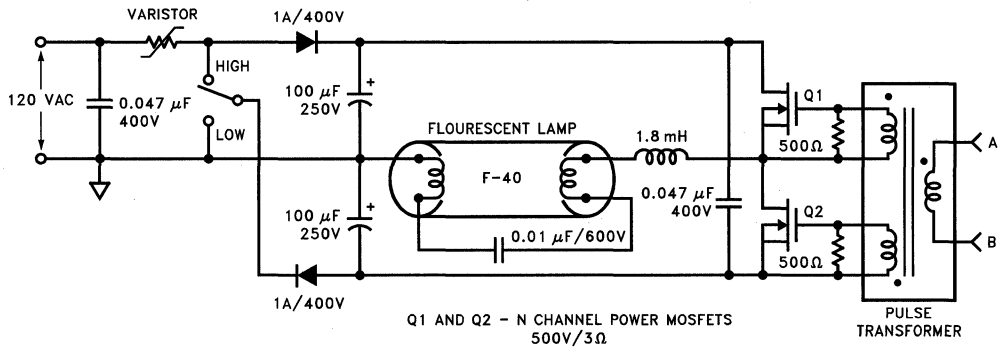 VARISTOR
1A/400V
HIGH
120 VAC
0.047 μF
400V
LOW
100 μF
250V
+
FLOURESCENT LAMP
F-40
1.8 mH
Q1
500Ω
0.047 μF
400V
A
100 μF
250V
+
0.01 μF/600V
Q2
500Ω
B
1A/400V
Q1 AND Q2 - N CHANNEL POWER MOSFETS
500V/3Ω
PULSE
TRANSFORMER